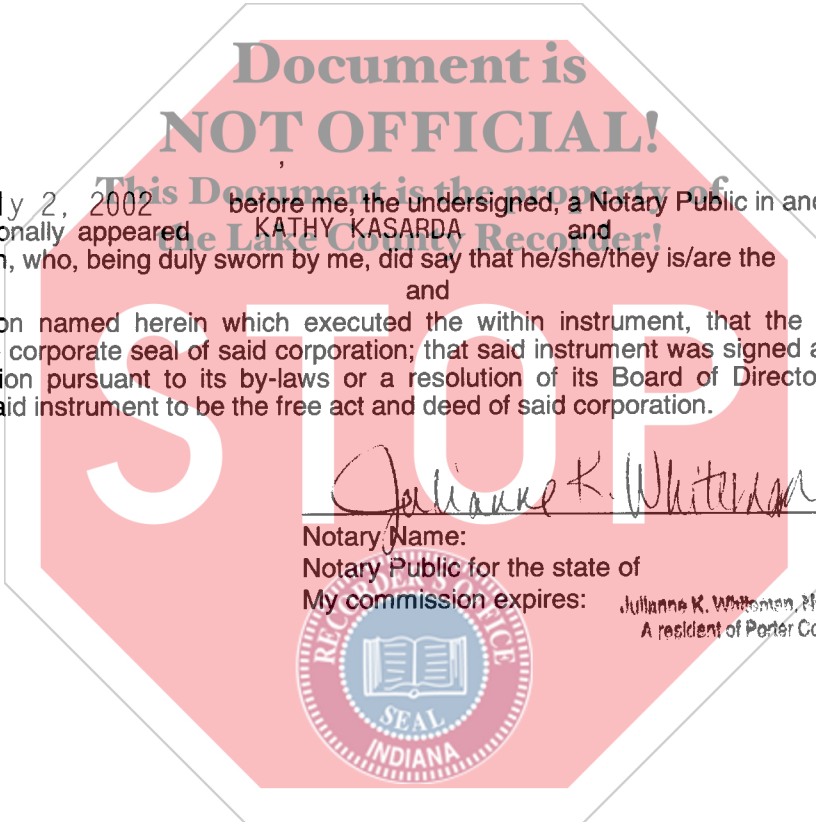 Document is
NOT OFFICIAL!
This Document is the property of
the Lake County Recorder!
ly 2, 2002 before me, the undersigned, a Notary Public in and
onally appeared KATHY KASARDA and
n, who, being duly sworn by me, did say that he/she/they is/are the
and
on named herein which executed the within instrument, that the
corporate seal of said corporation; that said instrument was signed a
ion pursuant to its by-laws or a resolution of its Board of Directo
aid instrument to be the free act and deed of said corporation.
STOP
Julianne K. Whiteman
Notary Name:
Notary Public for the state of
My commission expires:
Julianne K. Whiteman, N
A resident of Porter Co
RECORDER'S OFFICE
SEAL
INDIANA